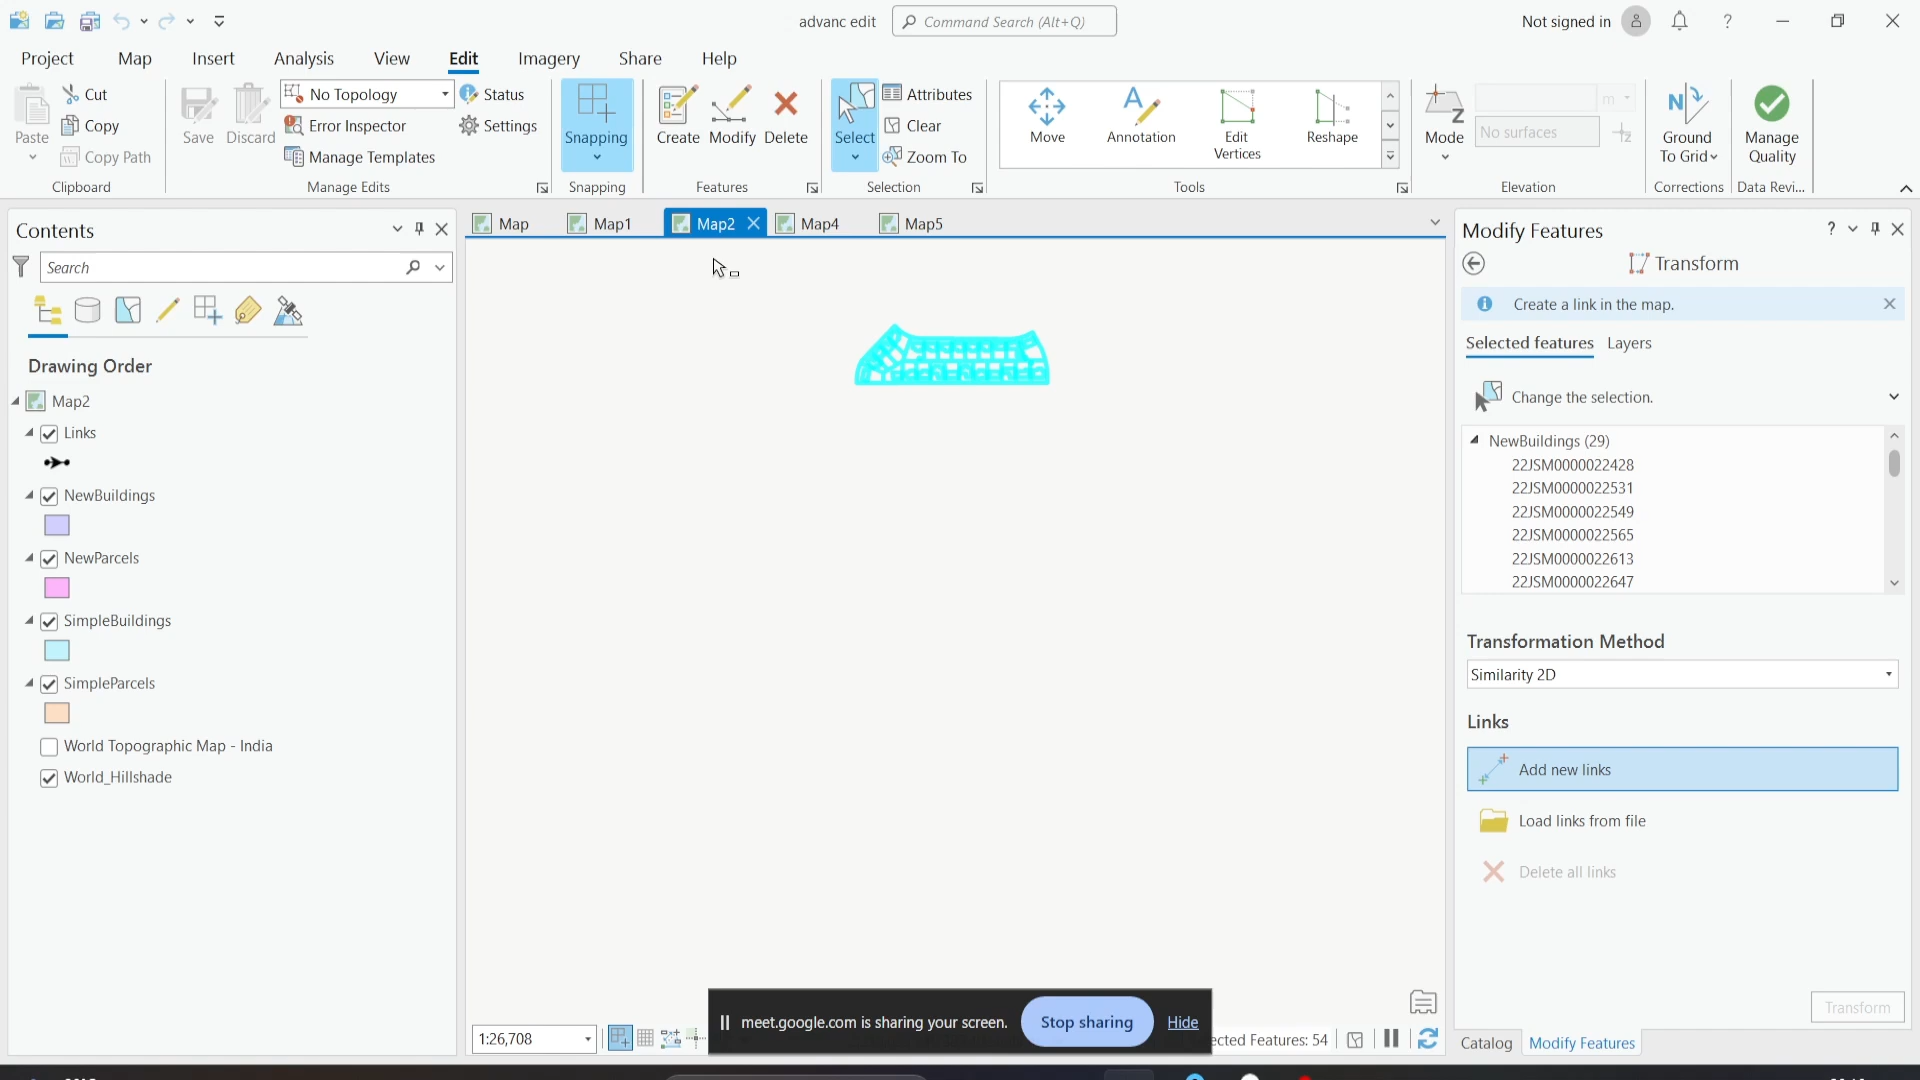 advanc edit
Command Search (Alt+Q)
Not signed in
Project Map Insert Analysis View Edit Imagery Share Help
Paste
Cut
Copy
Copy Path
Clipboard
Save
Discard
No Topology
Error Inspector
Manage Templates
Status
Settings
Manage Edits
Snapping
Snapping
Create
Modify
Delete
Features
Select
Attributes
Clear
Zoom To
Selection
Move
Annotation
Edit
Vertices
Reshape
Tools
Mode
m
No surfaces
Elevation
Ground
To Grid
Corrections
Manage
Quality
Data Revi...
Contents
Search
Drawing Order
Map2
Links
NewBuildings
NewParcels
SimpleBuildings
SimpleParcels
World Topographic Map - India
World_Hillshade
Map Map1 Map2 Map4 Map5
1:26,708
meet.google.com is sharing your screen.
Stop sharing
Hide
ected Features: 54
Modify Features
Transform
Create a link in the map.
Selected features Layers
Change the selection.
NewBuildings (29)
22JSM0000022428
22JSM0000022531
22JSM0000022549
22JSM0000022565
22JSM0000022613
22JSM0000022647
Transformation Method
Similarity 2D
Links
Add new links
Load links from file
Delete all links
Transform
Catalog Modify Features